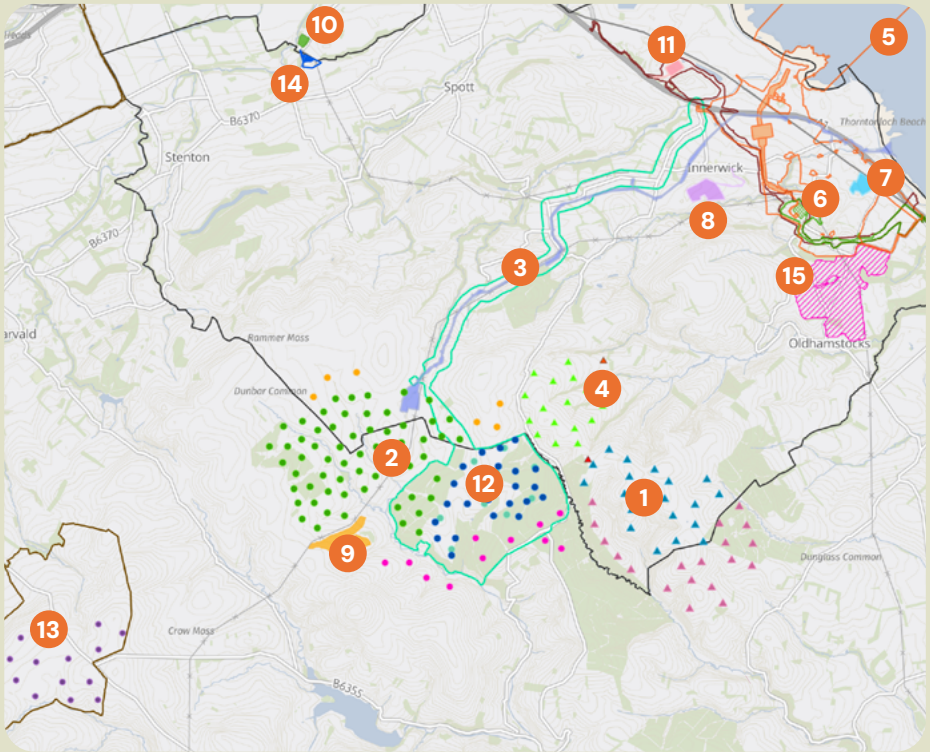 10
5
11
14
Spott
B6370
Thorntonloch Beach
Stenton
Innerwick
7
6
8
B6370
3
15
arvald
Rammer Moss
Oldhamstocks
Dunbar Common
4
2
12
1
9
Dunglass Common
13
Crow Moss
B6355